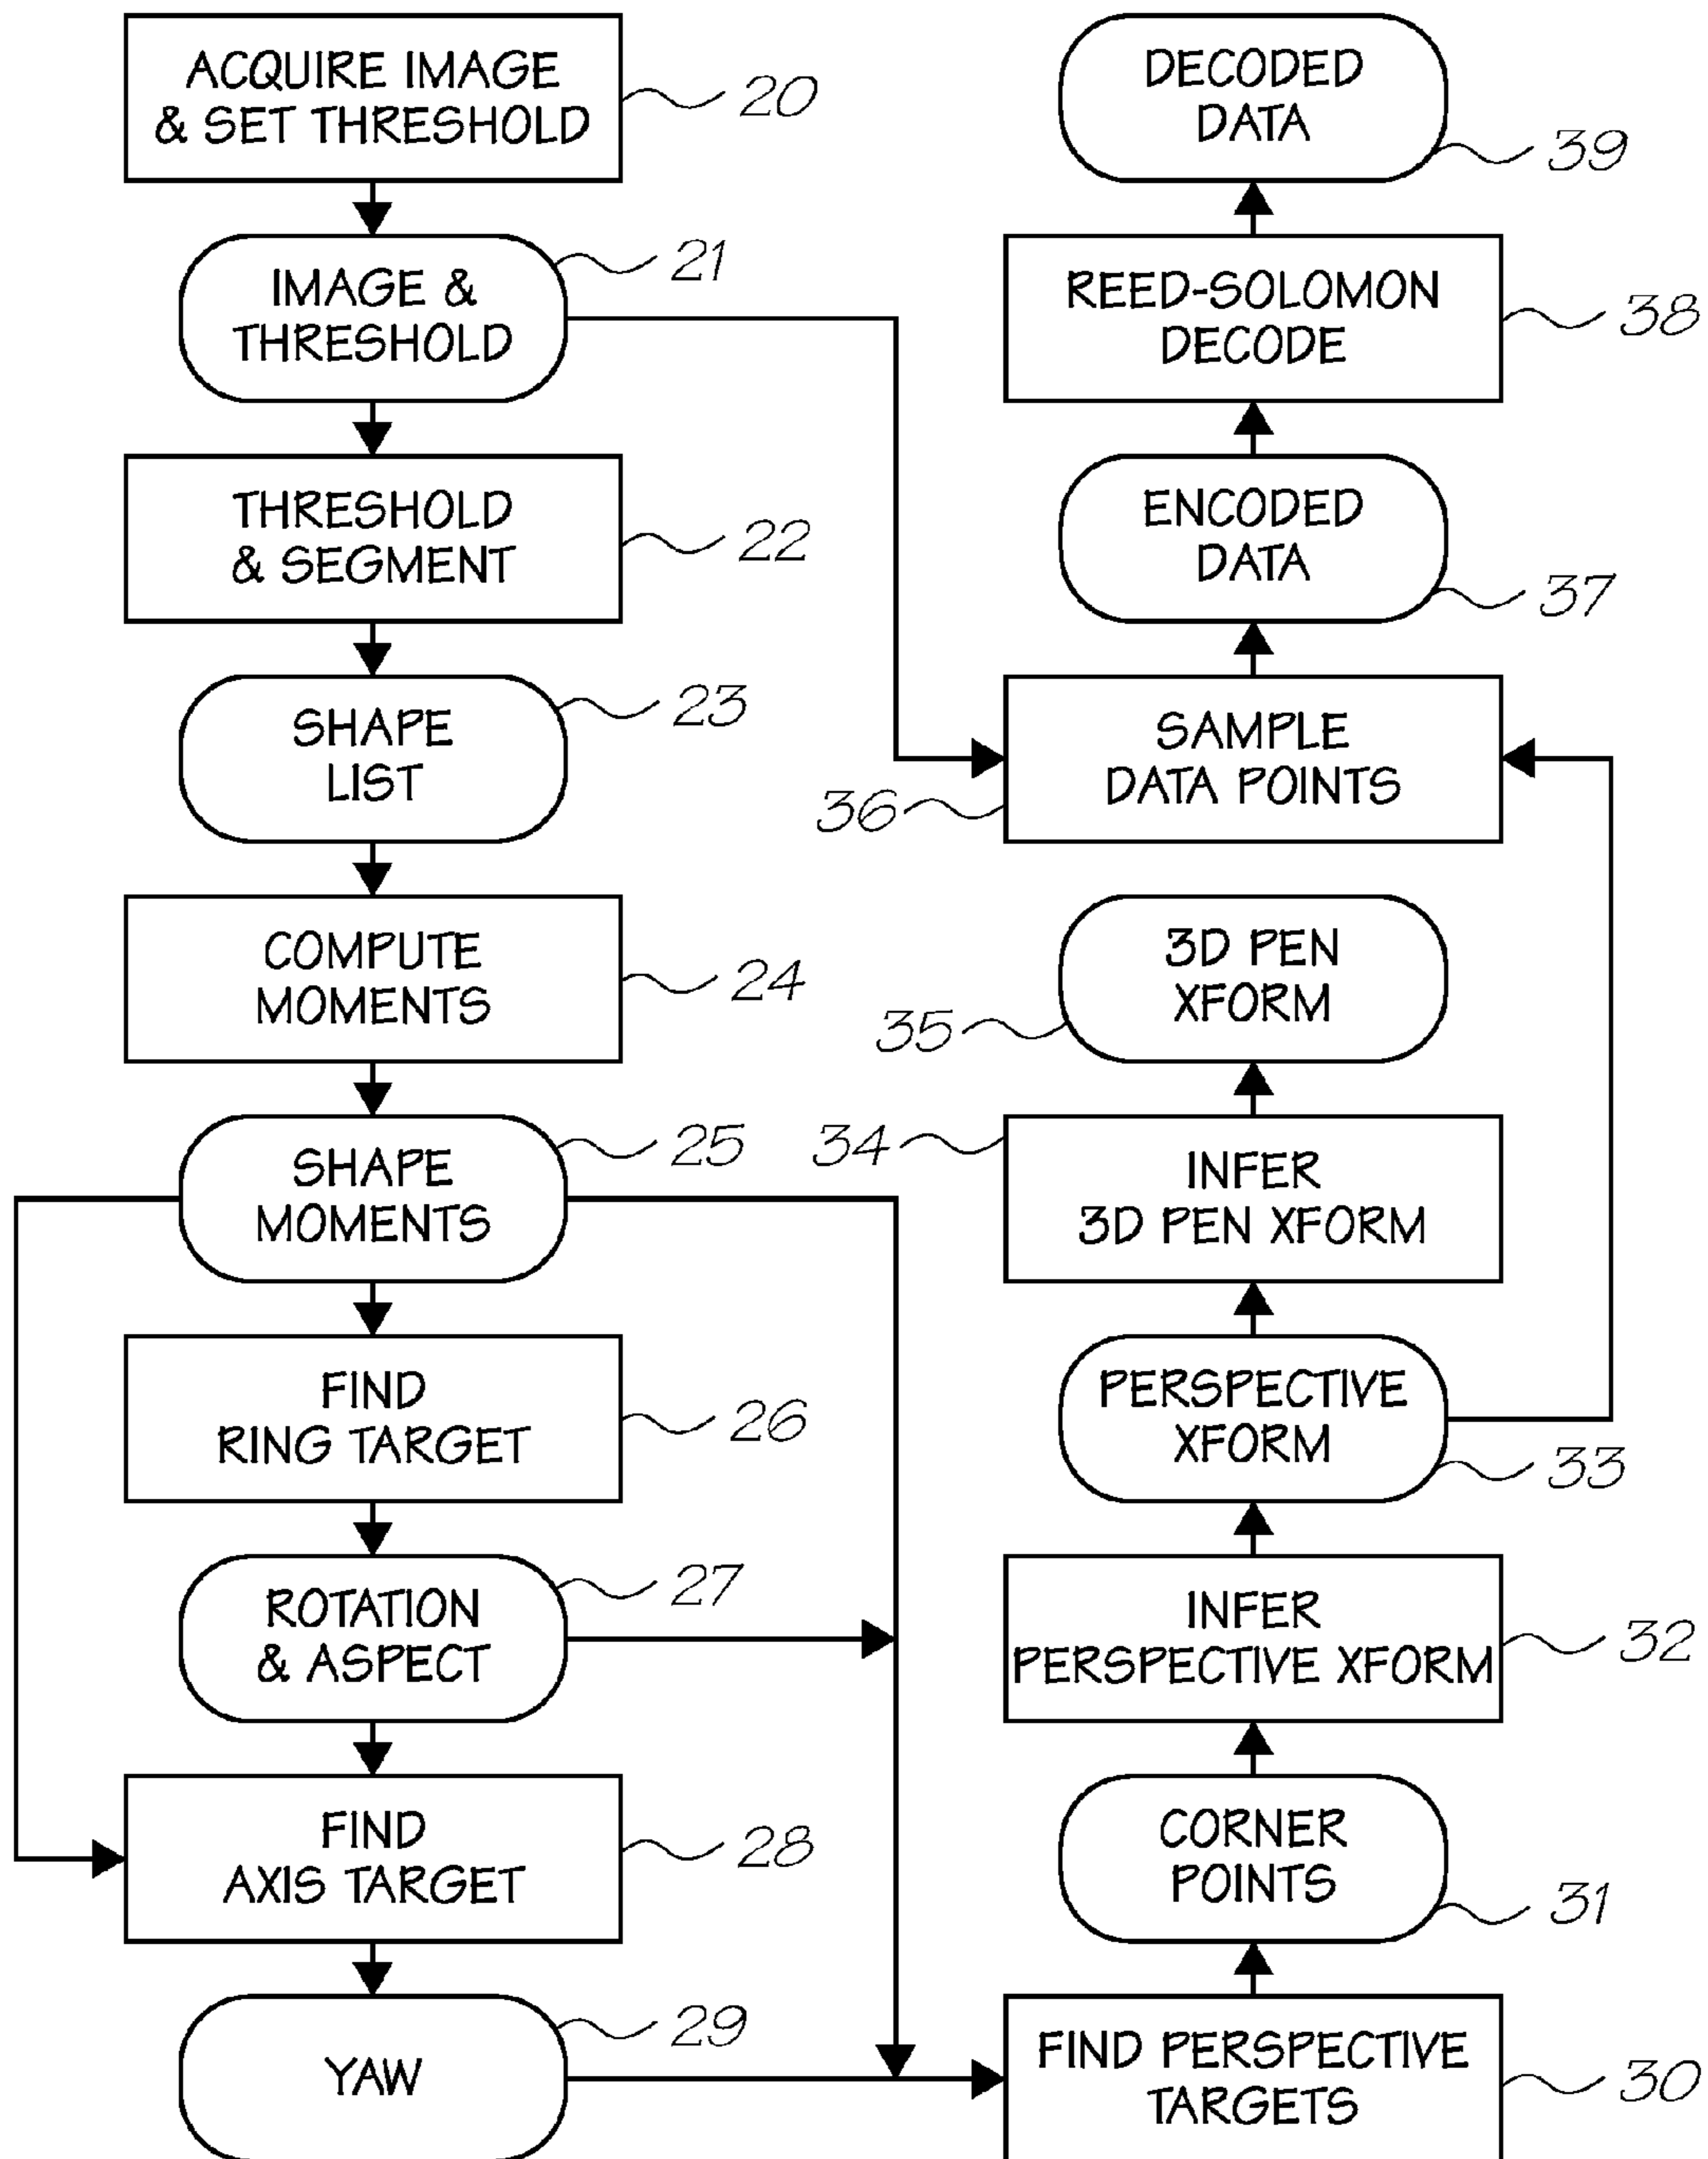 ACQUIRE IMAGE
& SET THRESHOLD
20
IMAGE &
THRESHOLD
21
THRESHOLD
& SEGMENT
22
SHAPE
LIST
23
COMPUTE
MOMENTS
24
SHAPE
MOMENTS
25
FIND
RING TARGET
26
ROTATION
& ASPECT
27
FIND
AXIS TARGET
28
YAW
29
FIND PERSPECTIVE
TARGETS
30
CORNER
POINTS
31
INFER
PERSPECTIVE XFORM
32
PERSPECTIVE
XFORM
33
INFER
3D PEN XFORM
34
3D PEN
XFORM
35
SAMPLE
DATA POINTS
36
ENCODED
DATA
37
REED-SOLOMON
DECODE
38
DECODED
DATA
39